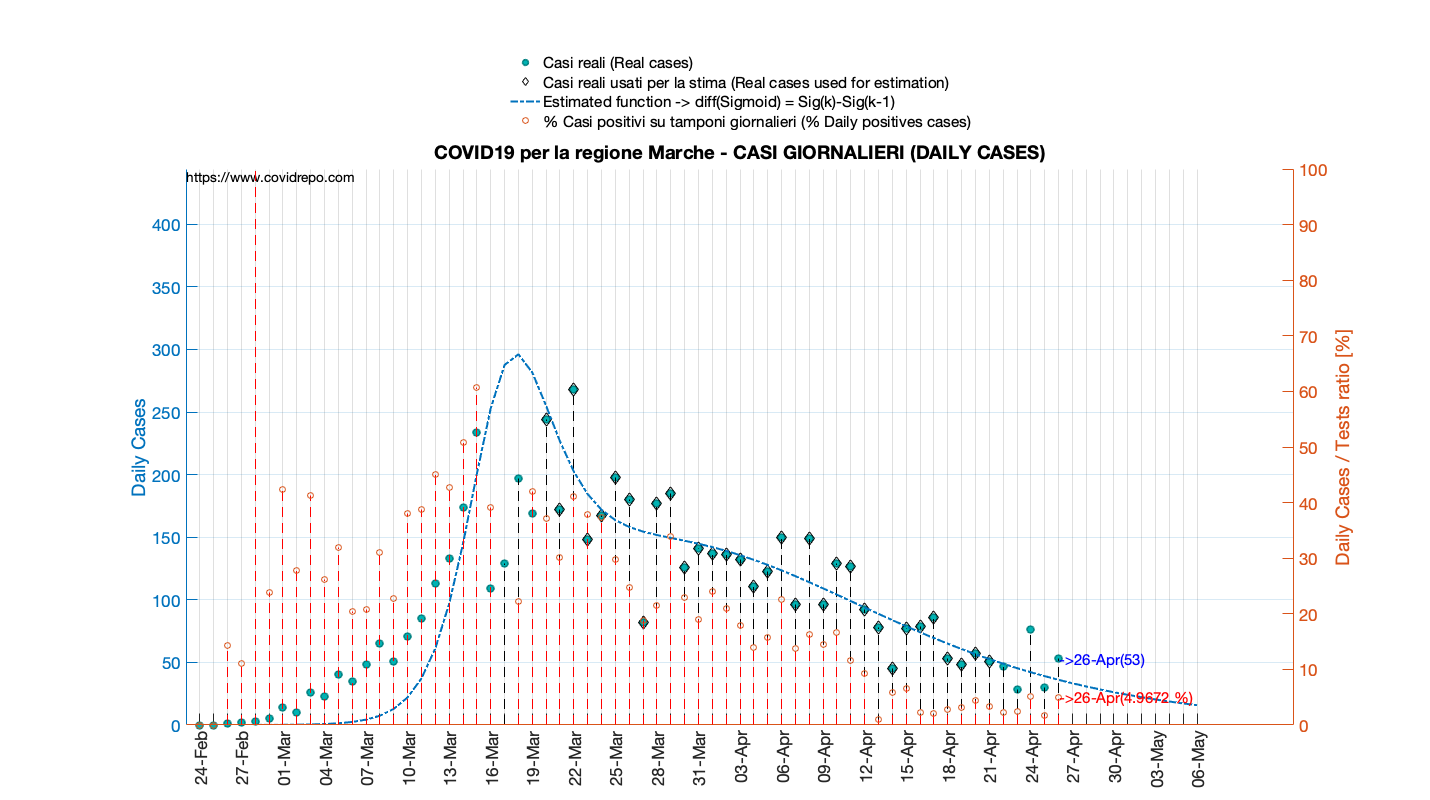 Casi reali (Real cases)
Casi reali usati per la stima (Real cases used for estimation)
Estimated function -> diff(Sigmoid) = Sig(k)-Sig(k-1)
% Casi positivi su tamponi giornalieri (% Daily positives cases)
COVID19 per la regione Marche - CASI GIORNALIERI (DAILY CASES)
https://www.covidrepo.com
Daily Cases
400
350
300
250
200
150
100
50
0
100
90
80
70
60
50
40
30
20
10
0
Daily Cases / Tests ratio [%]
->26-Apr(53)
->26-Apr(4.9672 %)
24-Feb
27-Feb
01-Mar
04-Mar
07-Mar
10-Mar
13-Mar
16-Mar
19-Mar
22-Mar
25-Mar
28-Mar
31-Mar
03-Apr
06-Apr
09-Apr
12-Apr
15-Apr
18-Apr
21-Apr
24-Apr
27-Apr
30-Apr
03-May
06-May